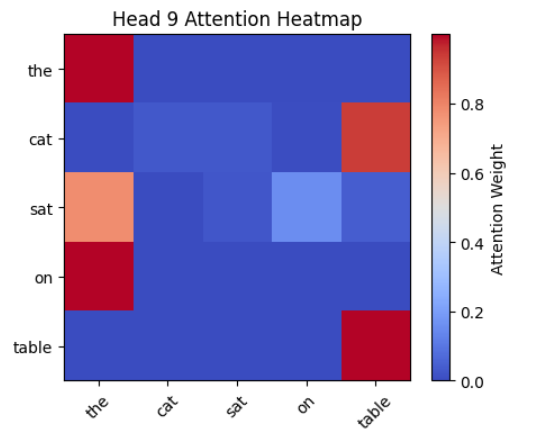 Head 9 Attention Heatmap
the
cat
sat
on
table
the
cat
sat
on
table
0.8
0.6
0.4
0.2
0.0
Attention Weight